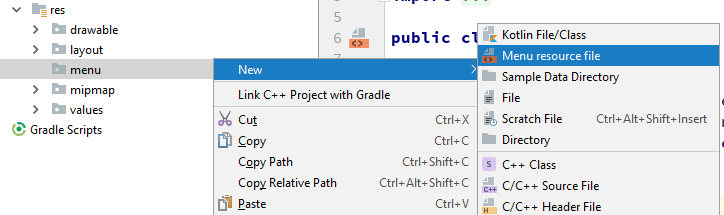 res
drawable
layout
menu
mipmap
values
Gradle Scripts
5
6
7
import ...
public cl
New
Link C++ Project with Gradle
Cut Ctrl+X
Copy Ctrl+C
Copy Path Ctrl+Shift+C
Copy Relative Path Ctrl+Alt+Shift+C
Paste Ctrl+V
Kotlin File/Class
Menu resource file
Sample Data Directory
File
Scratch File Ctrl+Alt+Shift+Insert
Directory
C++ Class
C/C++ Source File
C/C++ Header File